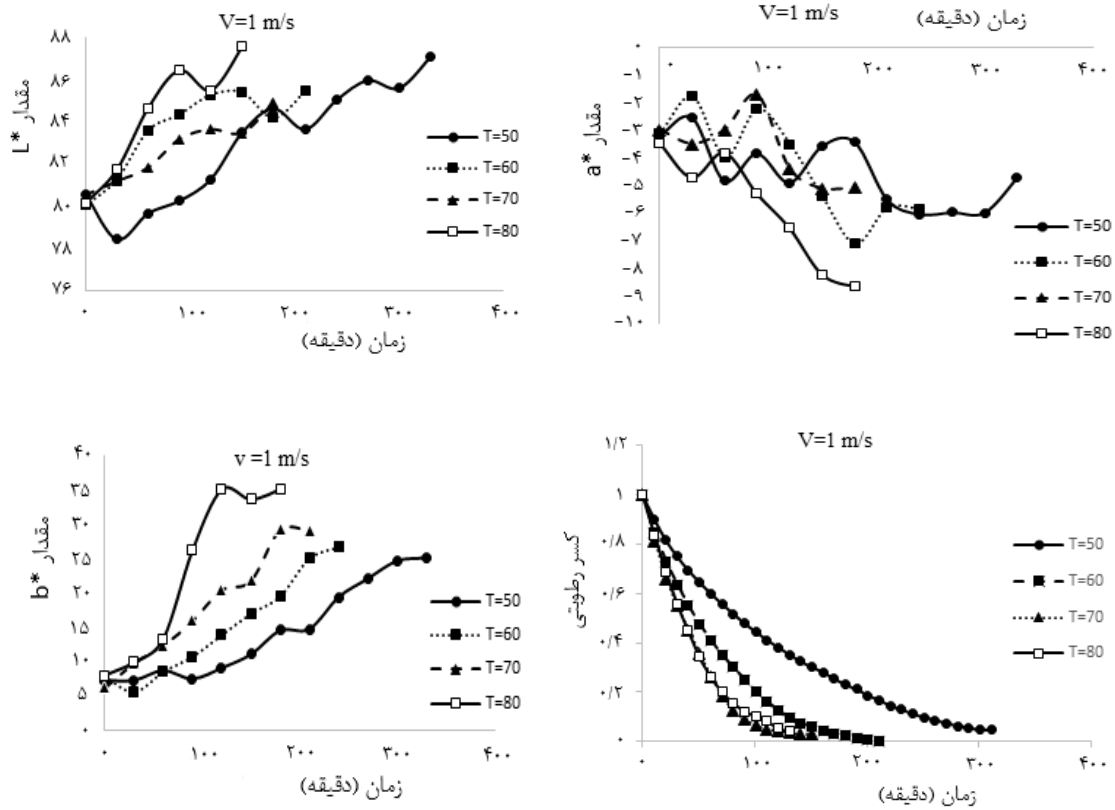 V=1 m/s
مقدار L*
۸۸
۸۶
۸۴
۸۲
۸۰
۷۸
۷۶
۰ ۱۰۰ ۲۰۰ ۳۰۰ ۴۰۰
زمان (دقیقه)
T=50
T=60
T=70
T=80
V=1 m/s
زمان (دقیقه)
مقدار a*
۰ ۱۰۰ ۲۰۰ ۳۰۰ ۴۰۰
-۰
-۱
-۲
-۳
-۴
-۵
-۶
-۷
-۸
-۹
-۱۰
T=50
T=60
T=70
T=80
v =1 m/s
مقدار b*
۴۰
۳۵
۳۰
۲۵
۲۰
۱۵
۱۰
۵
۰
۰ ۱۰۰ ۲۰۰ ۳۰۰ ۴۰۰
زمان (دقیقه)
T=50
T=60
T=70
T=80
V=1 m/s
کسر رطوبتی
۱/۲
۱
۰/۸
۰/۶
۰/۴
۰/۲
۰
۰ ۱۰۰ ۲۰۰ ۳۰۰ ۴۰۰
زمان (دقیقه)
T=50
T=60
T=70
T=80